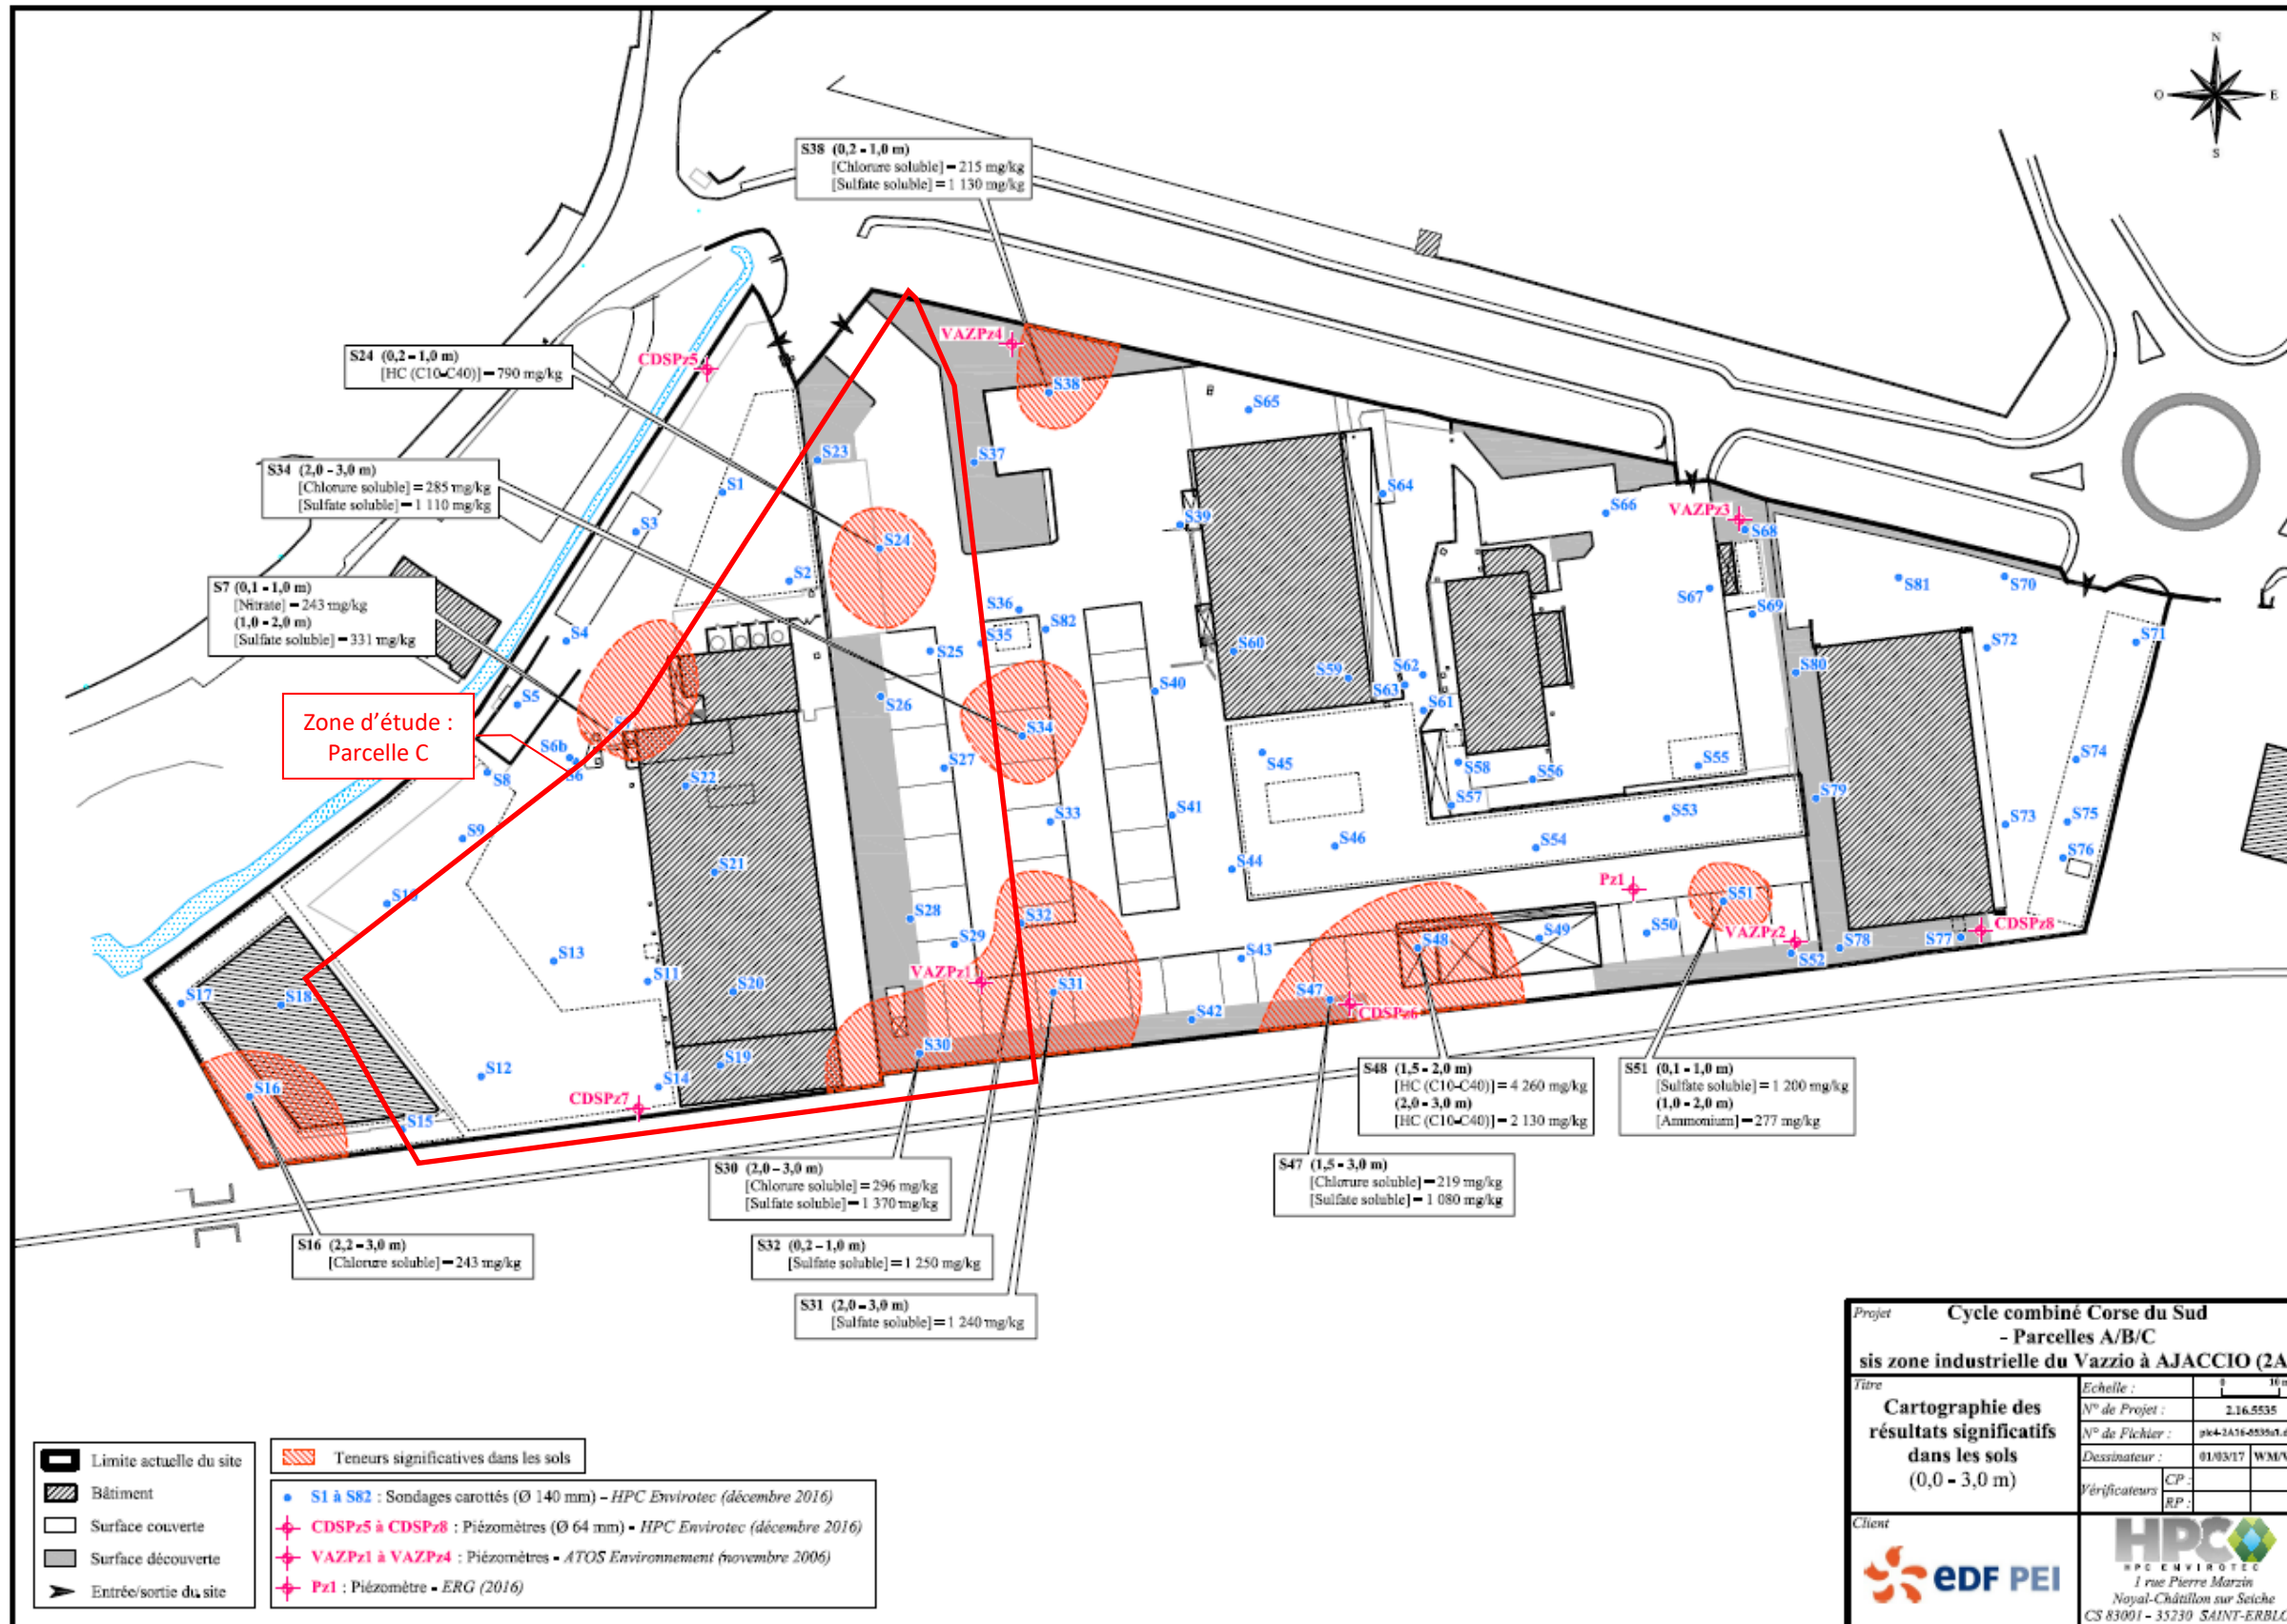 N
O
E
S
S38 (0,2 - 1,0 m)
[Chlorure soluble] = 215 mg/kg
[Sulfate soluble] = 1 130 mg/kg
S24 (0,2 - 1,0 m)
[HC (C10-C40)] = 790 mg/kg
S34 (2,0 - 3,0 m)
[Chlorure soluble] = 285 mg/kg
[Sulfate soluble] = 1 110 mg/kg
S7 (0,1 - 1,0 m)
[Nitrate] = 243 mg/kg
(1,0 - 2,0 m)
[Sulfate soluble] = 331 mg/kg
Zone d'étude :
Parcelle C
CDSPz5
VAZPz4
S38
S65
S23
S37
S1
S3
S24
S2
S4
S5
S6b
S6
S8
S9
S10
S22
S21
S13
S11
S20
S12
S19
S14
CDSPz7
S15
S16
S17
S18
S25
S26
S27
S28
S29
S30
S36
S35
S82
S34
S33
S32
S31
VAZPz1
S39
S64
S60
S59
S40
S41
S45
S46
S44
S43
S42
S62
S63
S61
S58
S57
S56
S55
S54
S53
S66
VAZPz3
S68
S67
S69
S81
S70
S71
S72
S80
S79
S74
S73
S75
S76
Pz1
S51
S50
S49
S48
S47
CDSPz6
VAZPz2
S52
S78
S77
CDSPz8
S48 (1,5 - 2,0 m)
[HC (C10-C40)] = 4 260 mg/kg
(2,0 - 3,0 m)
[HC (C10-C40)] = 2 130 mg/kg
S51 (0,1 - 1,0 m)
[Sulfate soluble] = 1 200 mg/kg
(1,0 - 2,0 m)
[Ammonium] = 277 mg/kg
S30 (2,0 - 3,0 m)
[Chlorure soluble] = 296 mg/kg
[Sulfate soluble] = 1 370 mg/kg
S47 (1,5 - 3,0 m)
[Chlorure soluble] = 219 mg/kg
[Sulfate soluble] = 1 080 mg/kg
S16 (2,2 - 3,0 m)
[Chlorure soluble] = 243 mg/kg
S32 (0,2 - 1,0 m)
[Sulfate soluble] = 1 250 mg/kg
S31 (2,0 - 3,0 m)
[Sulfate soluble] = 1 240 mg/kg
Limite actuelle du site
Bâtiment
Surface couverte
Surface découverte
Entrée/sortie du site
Teneurs significatives dans les sols
S1 à S82 : Sondages carottés (Ø 140 mm) - HPC Envirotec (décembre 2016)
CDSPz5 à CDSPz8 : Piézomètres (Ø 64 mm) - HPC Envirotec (décembre 2016)
VAZPz1 à VAZPz4 : Piézomètres - ATOS Environnement (novembre 2006)
Pz1 : Piézomètre - ERG (2016)
Projet
Cycle combiné Corse du Sud
- Parcelles A/B/C
sis zone industrielle du Vazzio à AJACCIO (2A
Titre
Cartographie des
résultats significatifs
dans les sols
(0,0 - 3,0 m)
Echelle : 0 10 m
N° de Projet : 2.16.5535
N° de Fichier :
Dessinateur : 01/03/17 WM/
Vérificateurs
CP :
RP :
Client
EDF PEI
HPC
HPC ENVIROTEC
1 rue Pierre Marzin
Noyal-Châtillon sur Seiche
CS 83001 - 35230 SAINT-ERBLO